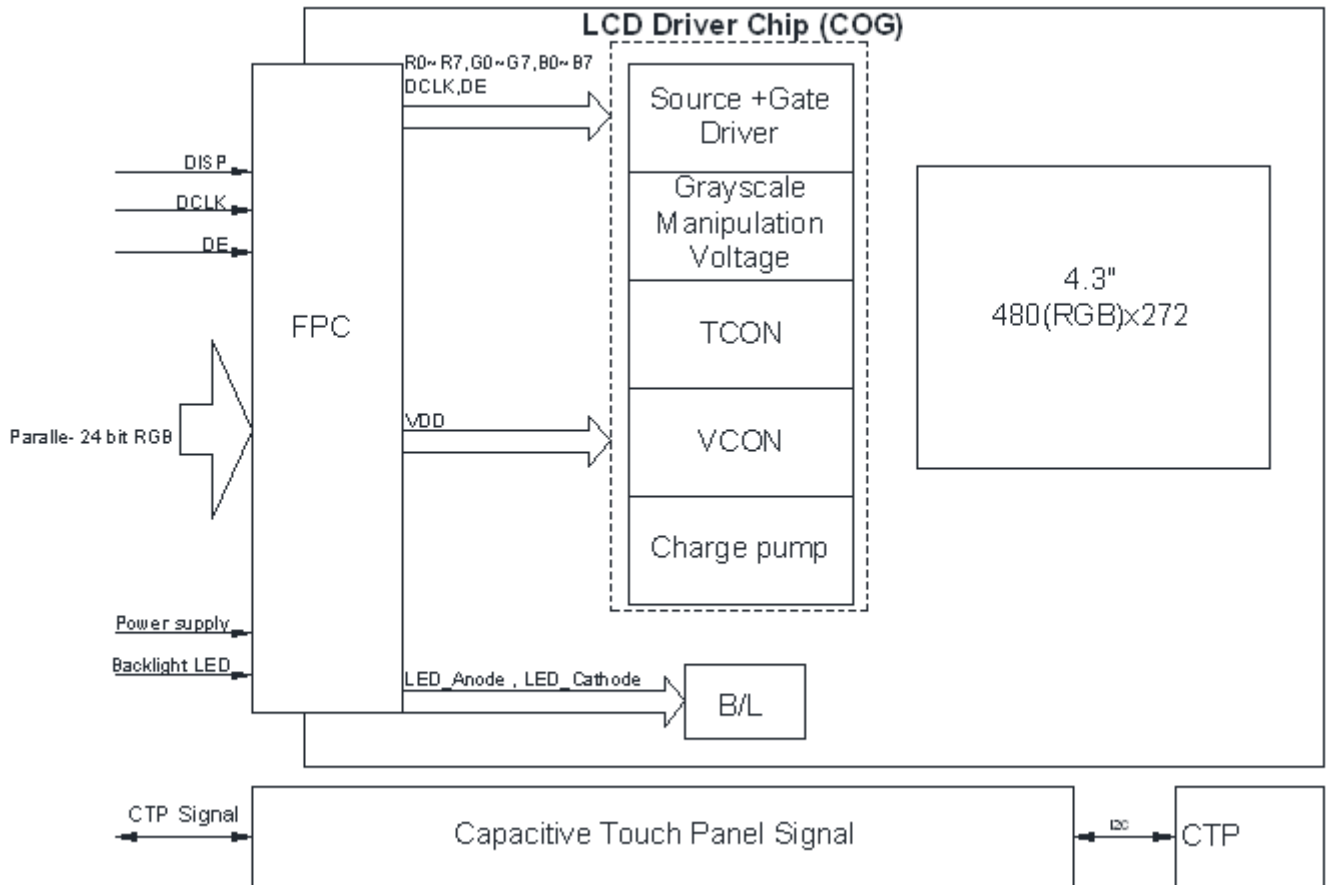 LCD Driver Chip (COG)
R0~R7,G0~G7,B0~B7
DCLK,DE
Source +Gate
Driver
DISP
DCLK
DE
Grayscale
Manipulation
Voltage
4.3"
480(RGB)x272
FPC
TCON
Paralle- 24 bit RGB
VDD
VCON
Charge pump
Power supply
Backlight LED
LED_Anode , LED_Cathode
B/L
CTP Signal
Capacitive Touch Panel Signal
I2C
CTP